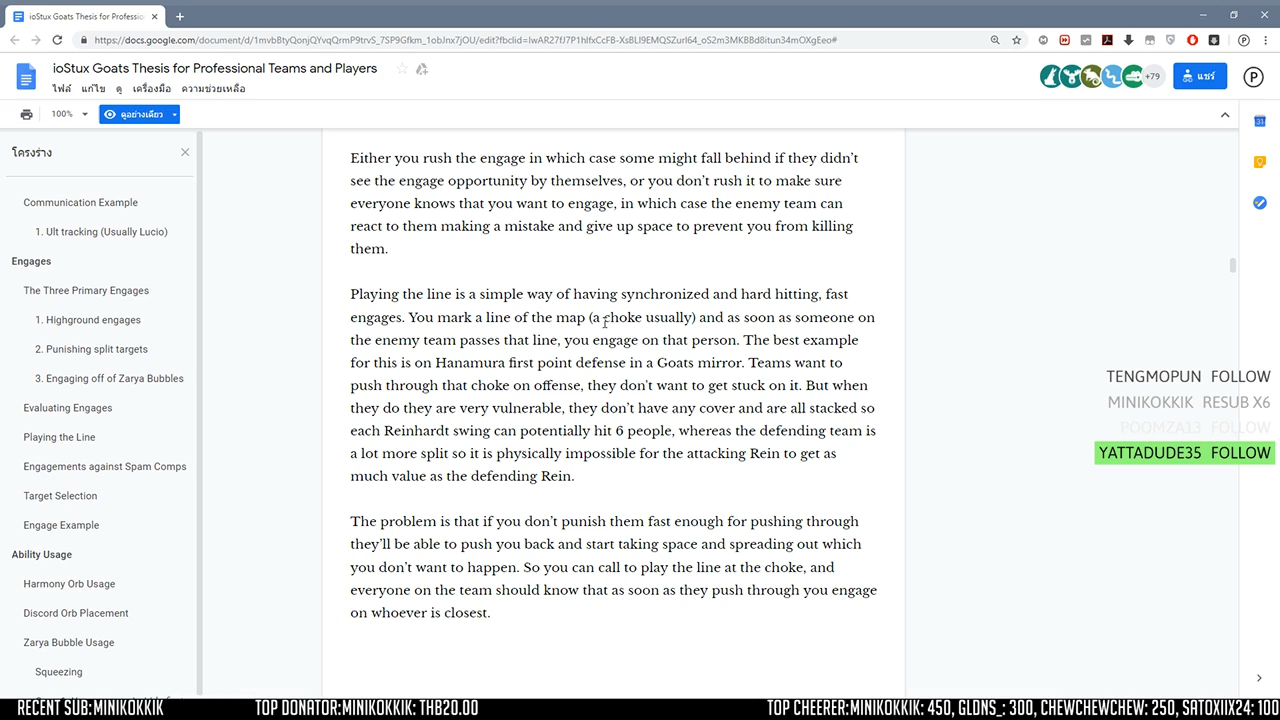 ioStux Goats Thesis for Professio
https://docs.google.com/document/d/1mvbBtyQonjQYvqQrmP9trvS_7SP9Gfkm_1obJnx7jOU/edit?fbclid=IwAR27fJ7P1hlfxCcFB-XsBLl9EMQSZurl64_oS2m3MKBBd8itun34mOXgEeo#
ioStux Goats Thesis for Professional Teams and Players
ไฟล์ แก้ไข ดู เครื่องมือ ความช่วยเหลือ
+79
แชร์
P
100%
ดูอย่างเดียว
โครงร่าง
Communication Example
1. Ult tracking (Usually Lucio)
Engages
The Three Primary Engages
1. Highground engages
2. Punishing split targets
3. Engaging off of Zarya Bubbles
Evaluating Engages
Playing the Line
Engagements against Spam Comps
Target Selection
Engage Example
Ability Usage
Harmony Orb Usage
Discord Orb Placement
Zarya Bubble Usage
Squeezing
Either you rush the engage in which case some might fall behind if they didn’t
see the engage opportunity by themselves, or you don’t rush it to make sure
everyone knows that you want to engage, in which case the enemy team can
react to them making a mistake and give up space to prevent you from killing
them.
Playing the line is a simple way of having synchronized and hard hitting, fast
engages. You mark a line of the map (a choke usually) and as soon as someone on
the enemy team passes that line, you engage on that person. The best example
for this is on Hanamura first point defense in a Goats mirror. Teams want to
push through that choke on offense, they don't want to get stuck on it. But when
they do they are very vulnerable, they don’t have any cover and are all stacked so
each Reinhardt swing can potentially hit 6 people, whereas the defending team is
a lot more split so it is physically impossible for the attacking Rein to get as
much value as the defending Rein.
The problem is that if you don’t punish them fast enough for pushing through
they’ll be able to push you back and start taking space and spreading out which
you don’t want to happen. So you can call to play the line at the choke, and
everyone on the team should know that as soon as they push through you engage
on whoever is closest.
TENGMOPUN FOLLOW
MINIKOKKIK RESUB X6
POOMZA13 FOLLOW
YATTADUDE35 FOLLOW
RECENT SUB:MINIKOKKIK TOP DONATOR:MINIKOKKIK: THB20.00 TOP CHEERER:MINIKOKKIK: 450, GLDNS_: 300, CHEWCHEWCHEW: 250, SATOXIIX24: 100